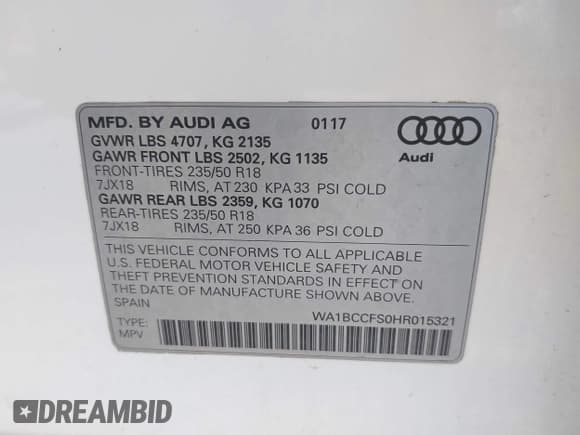 MFD. BY AUDI AG 0117
GVWR LBS 4707, KG 2135
GAWR FRONT LBS 2502, KG 1135 Audi
FRONT-TIRES 235/50 R18
7JX18 RIMS, AT 230 KPA 33 PSI COLD
GAWR REAR LBS 2359, KG 1070
REAR-TIRES 235/50 R18
7JX18 RIMS, AT 250 KPA 36 PSI COLD
THIS VEHICLE CONFORMS TO ALL APPLICABLE
U.S. FEDERAL MOTOR VEHICLE SAFETY AND
THEFT PREVENTION STANDARDS IN EFFECT ON
THE DATE OF MANUFACTURE SHOWN ABOVE.
SPAIN WA1BCCFS0HR015321
TYPE:
MPV
DREAMBID